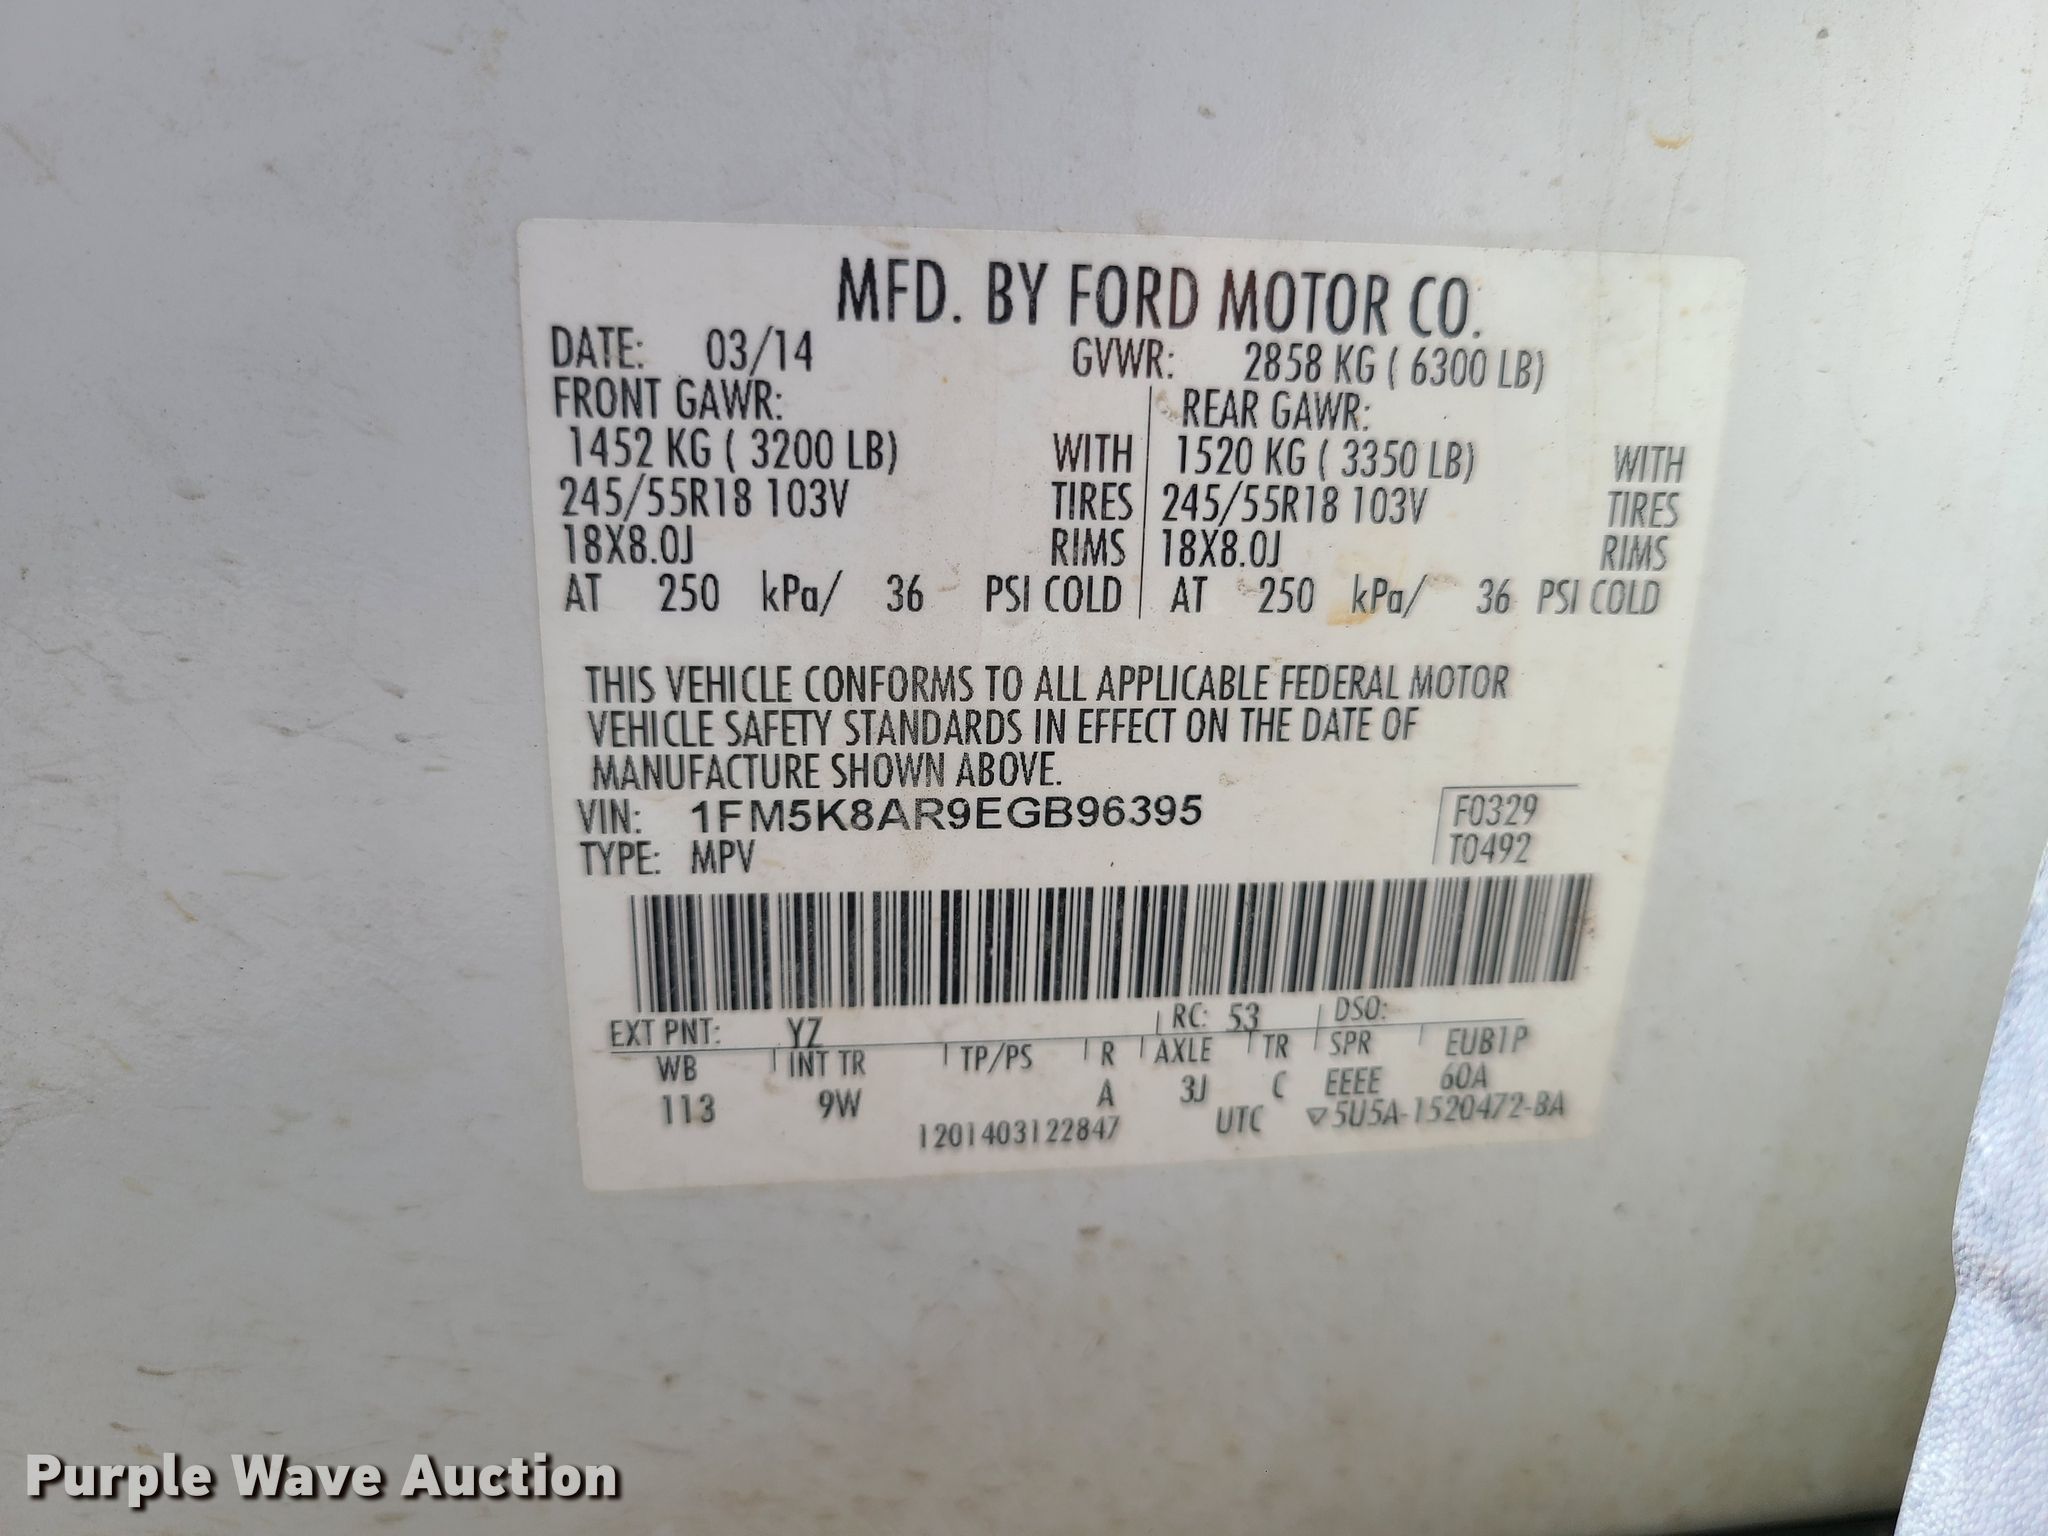 MFD. BY FORD MOTOR CO.
DATE: 03/14 GVWR: 2858 KG ( 6300 LB)
FRONT GAWR: REAR GAWR:
1452 KG ( 3200 LB) WITH 1520 KG ( 3350 LB) WITH
245/55R18 103V TIRES 245/55R18 103V TIRES
18X8.0J RIMS 18X8.0J RIMS
AT 250 kPa/ 36 PSI COLD AT 250 kPa/ 36 PSI COLD
THIS VEHICLE CONFORMS TO ALL APPLICABLE FEDERAL MOTOR
VEHICLE SAFETY STANDARDS IN EFFECT ON THE DATE OF
MANUFACTURE SHOWN ABOVE.
VIN: 1FM5K8AR9EGB96395 F0329
TYPE: MPV T0492
EXT PNT: YZ RC: 53 DSO:
WB INT TR TP/PS R AXLE TR SPR EUB1P
113 9W A 3J C EEEE 60A
1201403122847 UTC ▽5U5A-1520472-BA
Purple Wave Auction